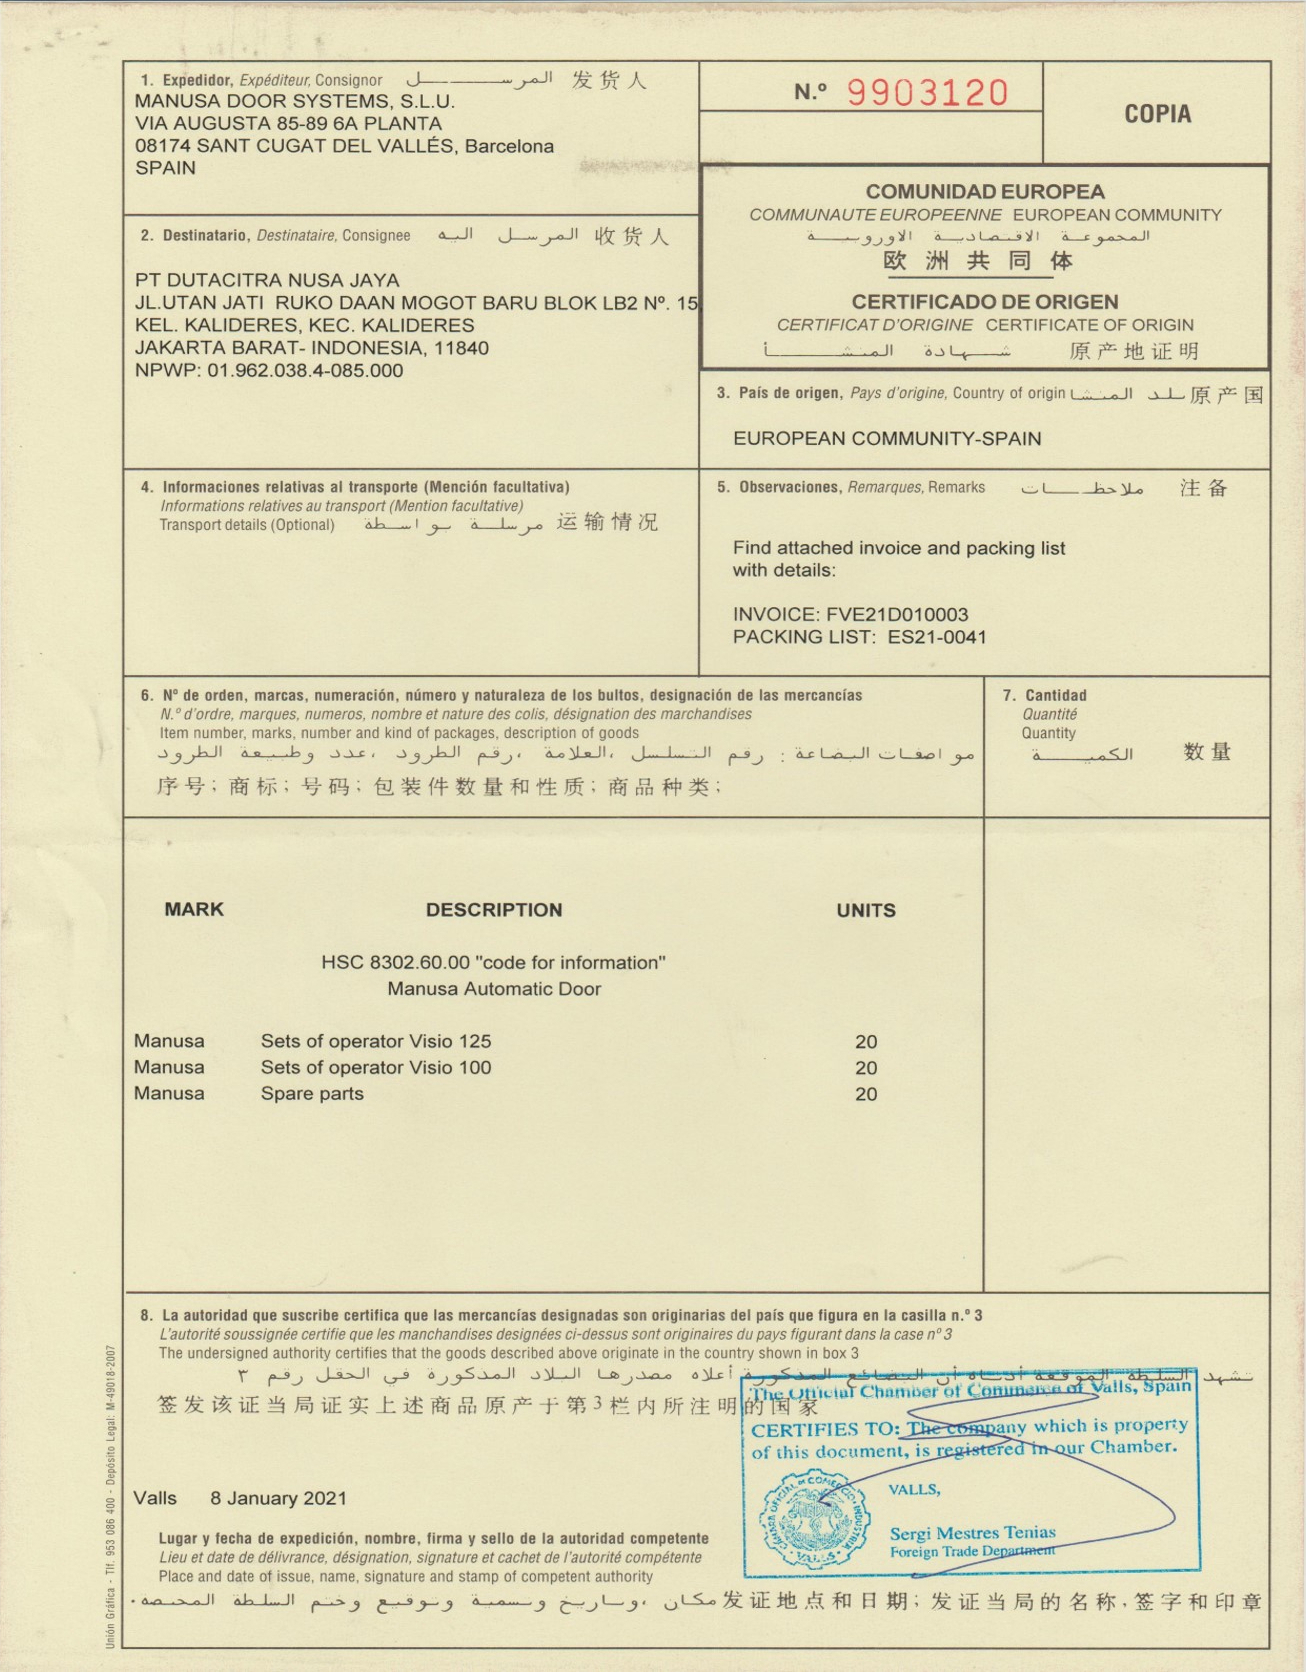 1. Expedidor, Expéditeur, Consignor المرسل 发货人
MANUSA DOOR SYSTEMS, S.L.U.
VIA AUGUSTA 85-89 6A PLANTA
08174 SANT CUGAT DEL VALLÉS, Barcelona
SPAIN
N.º 9903120
COPIA
COMUNIDAD EUROPEA
COMMUNAUTE EUROPEENNE EUROPEAN COMMUNITY
المجموعة الاقتصادية الاوروبية
欧洲共同体
CERTIFICADO DE ORIGEN
CERTIFICAT D'ORIGINE CERTIFICATE OF ORIGIN
شهادة المنشأ 原产地证明
2. Destinatario, Destinataire, Consignee المرسل اليه 收货人
PT DUTACITRA NUSA JAYA
JL.UTAN JATI RUKO DAAN MOGOT BARU BLOK LB2 Nº. 15
KEL. KALIDERES, KEC. KALIDERES
JAKARTA BARAT- INDONESIA, 11840
NPWP: 01.962.038.4-085.000
3. País de origen, Pays d'origine, Country of origin بلد المنشا 原产国
EUROPEAN COMMUNITY-SPAIN
4. Informaciones relativas al transporte (Mención facultativa)
Informations relatives au transport (Mention facultative)
Transport details (Optional) مرسلة بواسطة 运输情况
5. Observaciones, Remarques, Remarks ملاحظات 注备
Find attached invoice and packing list
with details:
INVOICE: FVE21D010003
PACKING LIST: ES21-0041
6. Nº de orden, marcas, numeración, número y naturaleza de los bultos, designación de las mercancías
N.º d'ordre, marques, numeros, nombre et nature des colis, désignation des marchandises
Item number, marks, number and kind of packages, description of goods
مواصفات البضاعة : رقم التسلسل ،العلامة ،رقم الطرود ،عدد وطبيعة الطرود
序号；商标；号码；包装件数量和性质；商品种类；
7. Cantidad
Quantité
Quantity
الكمية 数量
MARK DESCRIPTION UNITS
HSC 8302.60.00 "code for information"
Manusa Automatic Door
Manusa Sets of operator Visio 125 20
Manusa Sets of operator Visio 100 20
Manusa Spare parts 20
8. La autoridad que suscribe certifica que las mercancías designadas son originarias del país que figura en la casilla n.º 3
L'autorité soussignée certifie que les manchandises designées ci-dessus sont originaires du pays figurant dans la case nº 3
The undersigned authority certifies that the goods described above originate in the country shown in box 3
تشهد السلطة الموقعة أدناه أن البضائع المذكورة أعلاه مصدرها البلاد المذكورة في الحقل رقم ٣
签发该证当局证实上述商品原产于第3栏内所注明的国家
The Official Chamber of Commerce of Valls, Spain
CERTIFIES TO: The company which is property
of this document, is registered in our Chamber.
CÁMARA OFICIAL DE COMERCIO INDUSTRIA
· VALLS ·
VALLS,
Sergi Mestres Tenias
Foreign Trade Department
Valls 8 January 2021
Lugar y fecha de expedición, nombre, firma y sello de la autoridad competente
Lieu et date de délivrance, désignation, signature et cachet de l'autorité compétente
Place and date of issue, name, signature and stamp of competent authority
مكان ،وتاريخ وتسمية وتوقيع وختم السلطة المختصة. 发证地点和日期；发证当局的名称，签字和印章
Unión Gráfica - Tlf. 953 086 400 - Depósito Legal: M-49018-2007